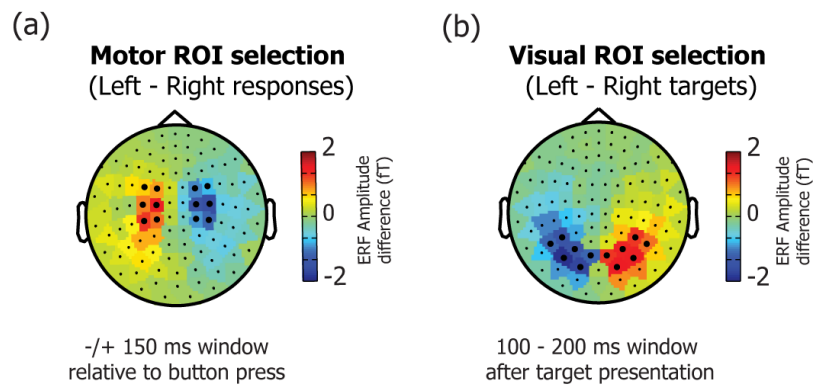 (a)
Motor ROI selection
(Left - Right responses)
2
0
-2
ERF Amplitude
difference (fT)
-/+ 150 ms window
relative to button press
(b)
Visual ROI selection
(Left - Right targets)
2
0
-2
ERF Amplitude
difference (fT)
100 - 200 ms window
after target presentation